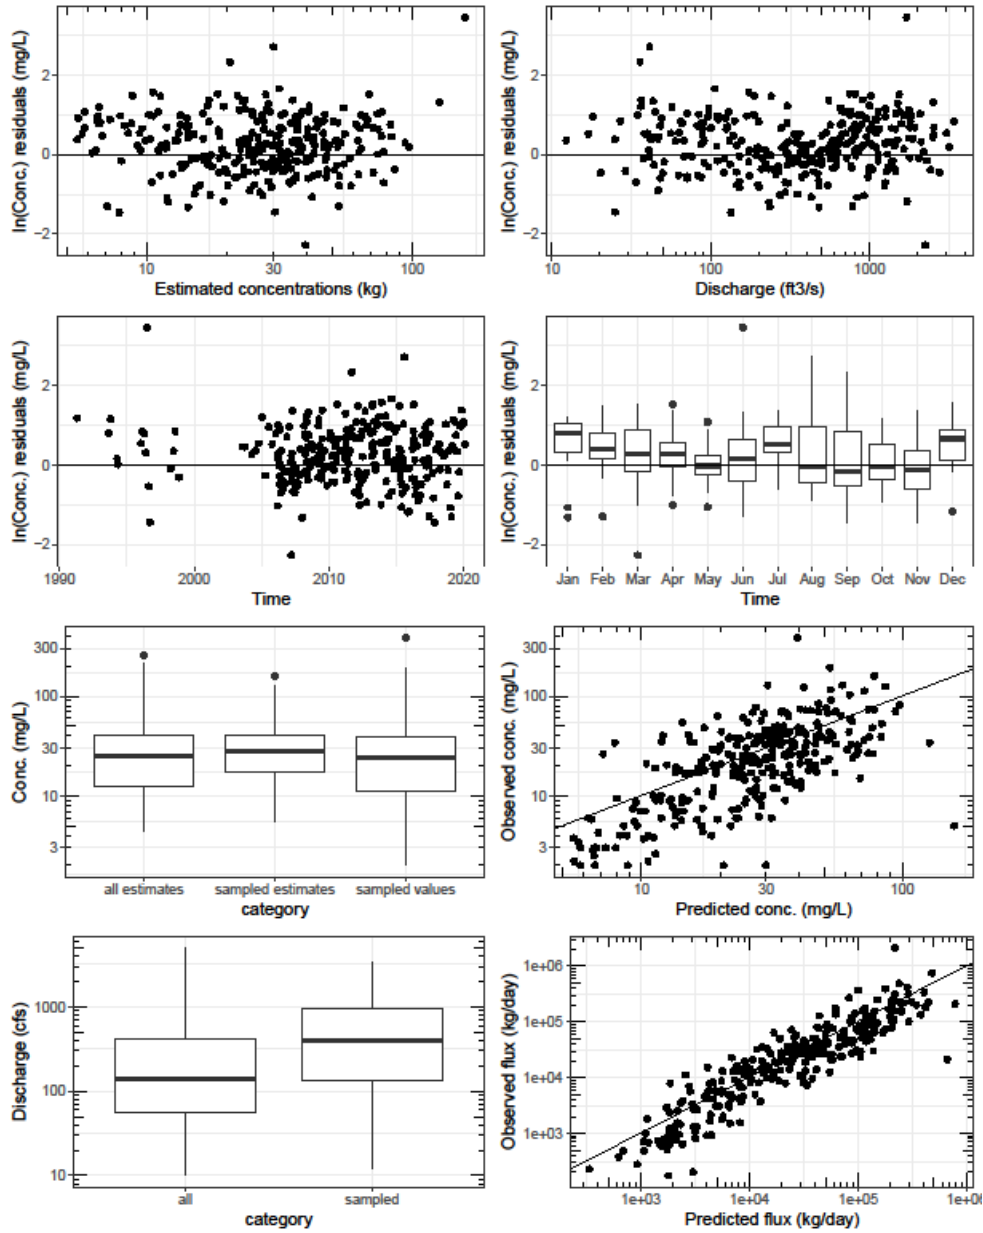 ln(Conc.) residuals (mg/L)
2
0
−2
10
30
100
Estimated concentrations (kg)
ln(Conc.) residuals (mg/L)
2
0
−2
10
100
1000
Discharge (ft3/s)
ln(Conc.) residuals (mg/L)
2
0
−2
1990
2000
2010
2020
Time
ln(Conc.) residuals (mg/L)
2
0
−2
Jan Feb Mar Apr May Jun Jul Aug Sep Oct Nov Dec
Time
Conc. (mg/L)
300
100
30
10
3
all estimates
sampled estimates
sampled values
category
Observed conc. (mg/L)
300
100
30
10
3
10
30
100
Predicted conc. (mg/L)
Discharge (cfs)
1000
100
10
all
sampled
category
Observed flux (kg/day)
1e+06
1e+05
1e+04
1e+03
1e+03
1e+04
1e+05
1e+06
Predicted flux (kg/day)